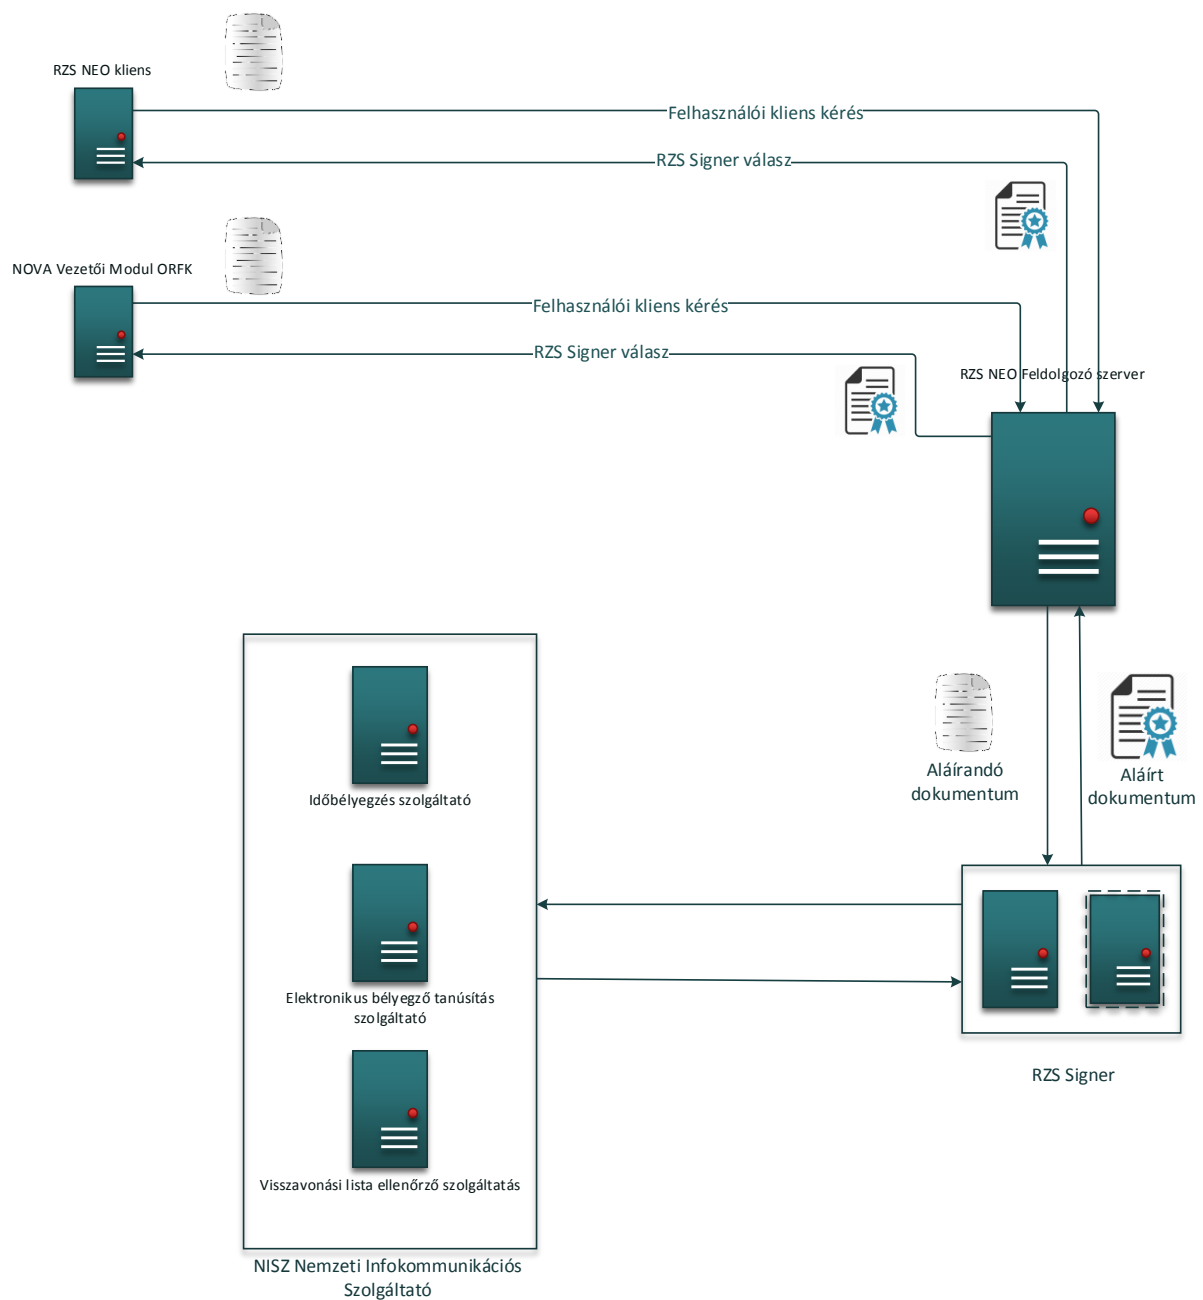 RZS NEO kliens
Felhasználói kliens kérés
RZS Signer válasz
NOVA Vezetői Modul ORFK
Felhasználói kliens kérés
RZS Signer válasz
RZS NEO Feldolgozó szerver
Aláírandó
dokumentum
Aláírt
dokumentum
Időbélyegzés szolgáltató
Elektronikus bélyegző tanúsítás
szolgáltató
Visszavonási lista ellenőrző szolgáltatás
RZS Signer
NISZ Nemzeti Infokommunikációs
Szolgáltató